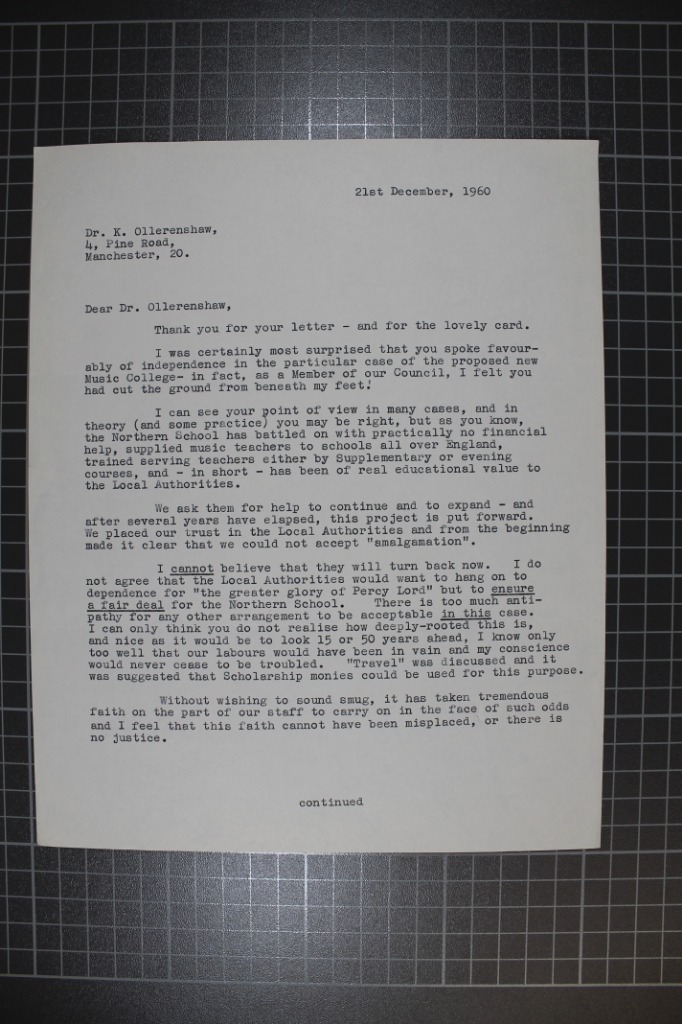 21st December, 1960
Dr. K. Ollerenshaw,
4, Pine Road,
Manchester, 20.
Dear Dr. Ollerenshaw,
Thank you for your letter - and for the lovely card.
I was certainly most surprised that you spoke favour-
ably of independence in the particular case of the proposed new
Music College- in fact, as a Member of our Council, I felt you
had cut the ground from beneath my feet!
I can see your point of view in many cases, and in
theory (and some practice) you may be right, but as you know,
the Northern School has battled on with practically no financial
help, supplied music teachers to schools all over England,
trained serving teachers either by Supplementary or evening
courses, and - in short - has been of real educational value to
the Local Authorities.
We ask them for help to continue and to expand - and
after several years have elapsed, this project is put forward.
We placed our trust in the Local Authorities and from the beginning
made it clear that we could not accept "amalgamation".
I cannot believe that they will turn back now. I do
not agree that the Local Authorities would want to hang on to
dependence for "the greater glory of Percy Lord" but to ensure
a fair deal for the Northern School. There is too much anti-
pathy for any other arrangement to be acceptable in this case.
I can only think you do not realise how deeply-rooted this is,
and nice as it would be to look 15 or 50 years ahead, I know only
too well that our labours would have been in vain and my conscience
would never cease to be troubled. "Travel" was discussed and it
was suggested that Scholarship monies could be used for this purpose.
Without wishing to sound smug, it has taken tremendous
faith on the part of our staff to carry on in the face of such odds
and I feel that this faith cannot have been misplaced, or there is
no justice.
continued